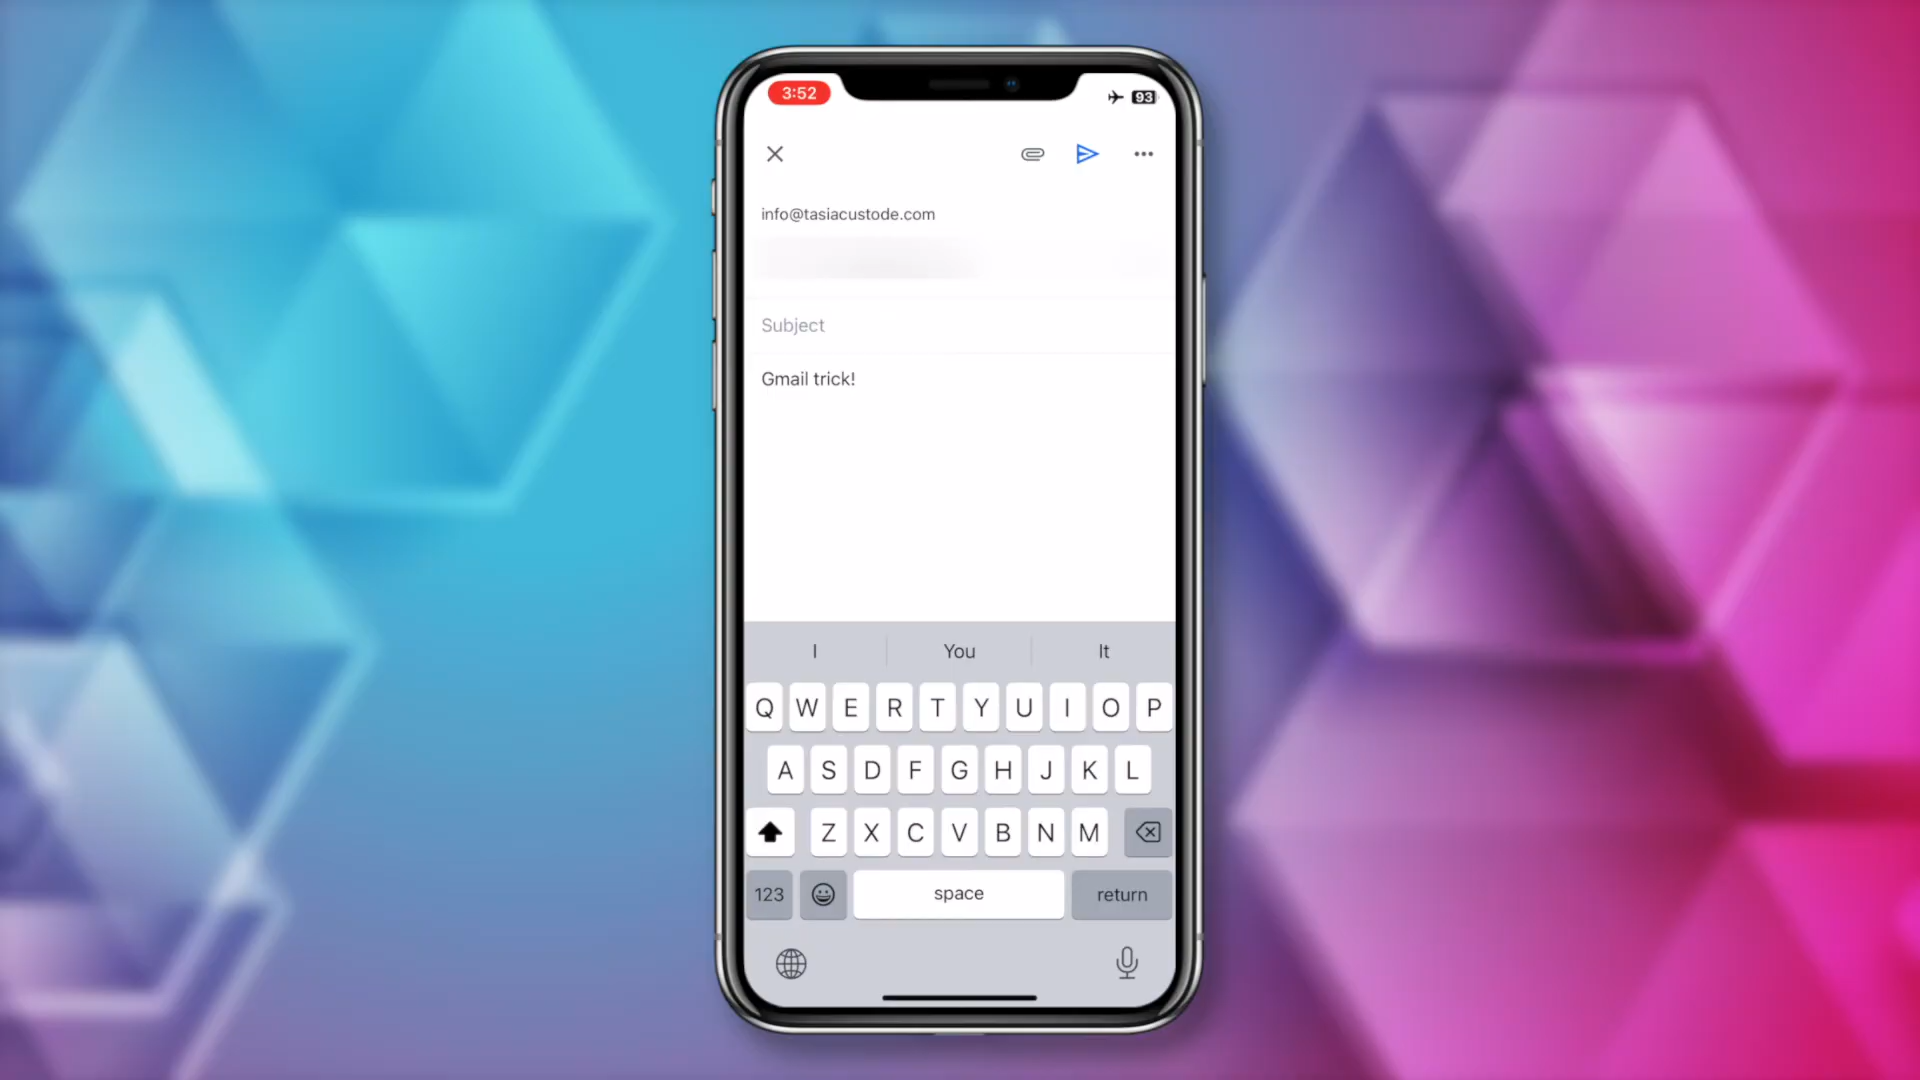 3:52
93
info@tasiacustode.com
Subject
Gmail trick!
I You It
Q W E R T Y U I O P
A S D F G H J K L
Z X C V B N M
123 space return